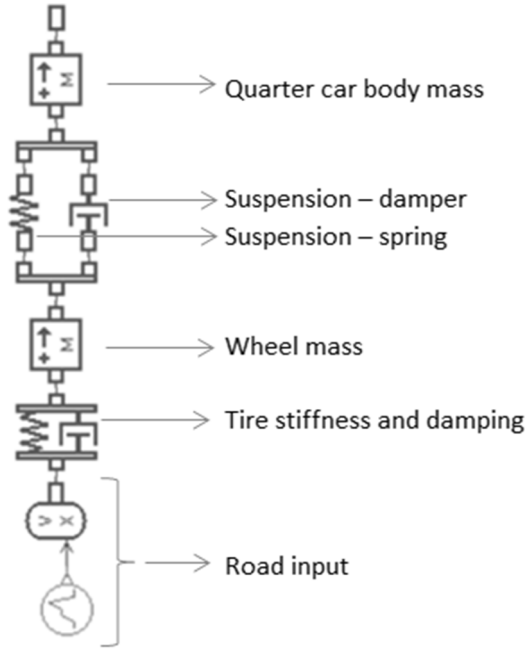 M
Quarter car body mass
Suspension – damper
Suspension – spring
M
Wheel mass
Tire stiffness and damping
V X
Road input